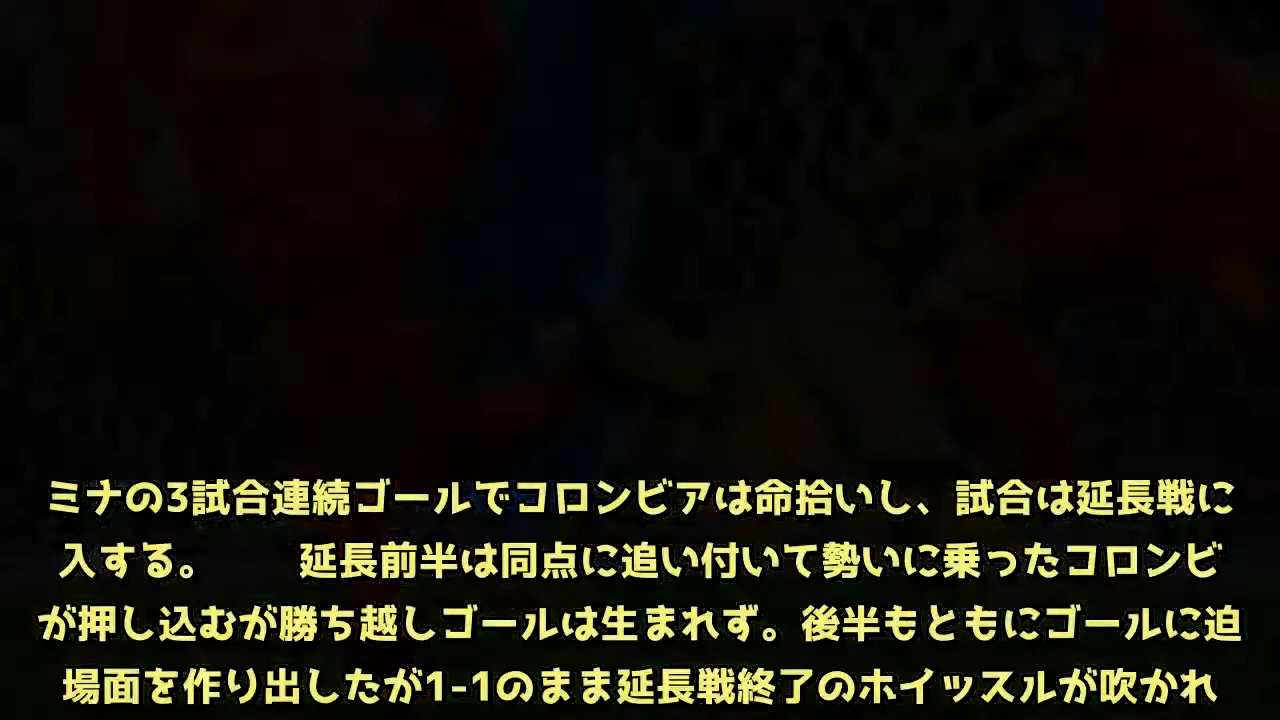 ミナの3試合連続ゴールでコロンビアは命拾いし、試合は延長戦に
入する。　　延長前半は同点に追い付いて勢いに乗ったコロンビ
が押し込むが勝ち越しゴールは生まれず。後半もともにゴールに迫
場面を作り出したが1-1のまま延長戦終了のホイッスルが吹かれ